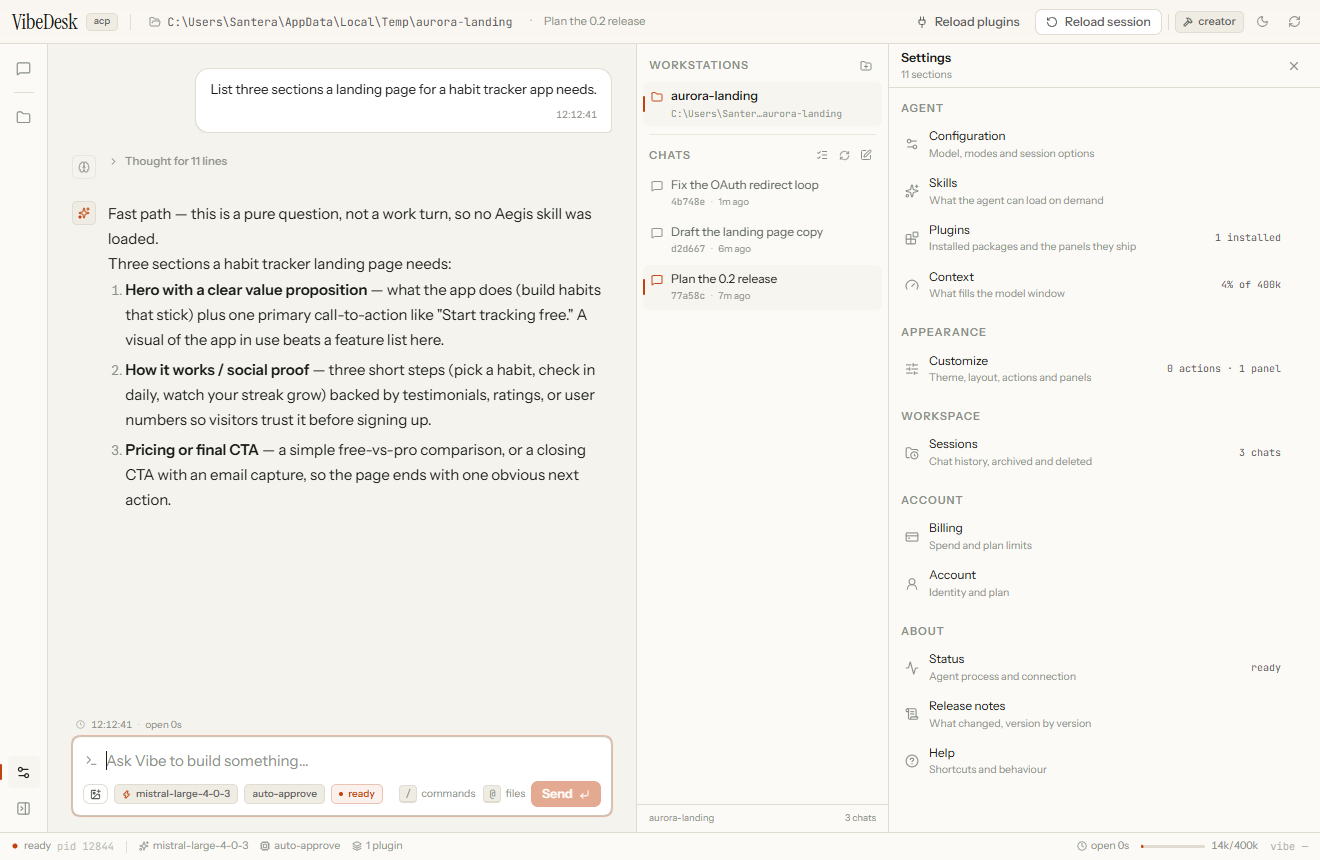 VibeDesk acp C:\Users\Santera\AppData\Local\Temp\aurora-landing · Plan the 0.2 release Reload plugins Reload session creator
List three sections a landing page for a habit tracker app needs.
12:12:41
Thought for 11 lines
Fast path — this is a pure question, not a work turn, so no Aegis skill was
loaded.
Three sections a habit tracker landing page needs:
1. Hero with a clear value proposition — what the app does (build habits
that stick) plus one primary call-to-action like "Start tracking free." A
visual of the app in use beats a feature list here.
2. How it works / social proof — three short steps (pick a habit, check in
daily, watch your streak grow) backed by testimonials, ratings, or user
numbers so visitors trust it before signing up.
3. Pricing or final CTA — a simple free-vs-pro comparison, or a closing
CTA with an email capture, so the page ends with one obvious next
action.
12:12:41 · open 0s
Ask Vibe to build something...
mistral-large-4-0-3 auto-approve ready / commands @ files Send
WORKSTATIONS
aurora-landing
C:\Users\Santer…aurora-landing
CHATS
Fix the OAuth redirect loop
4b748e · 1m ago
Draft the landing page copy
d2d667 · 6m ago
Plan the 0.2 release
77a58c · 7m ago
aurora-landing 3 chats
Settings
11 sections
AGENT
Configuration
Model, modes and session options
Skills
What the agent can load on demand
Plugins
Installed packages and the panels they ship
1 installed
Context
What fills the model window
4% of 400k
APPEARANCE
Customize
Theme, layout, actions and panels
0 actions · 1 panel
WORKSPACE
Sessions
Chat history, archived and deleted
3 chats
ACCOUNT
Billing
Spend and plan limits
Account
Identity and plan
ABOUT
Status
Agent process and connection
ready
Release notes
What changed, version by version
Help
Shortcuts and behaviour
ready pid 12844 mistral-large-4-0-3 auto-approve 1 plugin open 0s 14k/400k vibe —